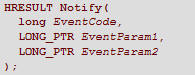 HRESULT Notify(
long EventCode,
LONG_PTR EventParam1,
LONG_PTR EventParam2
);